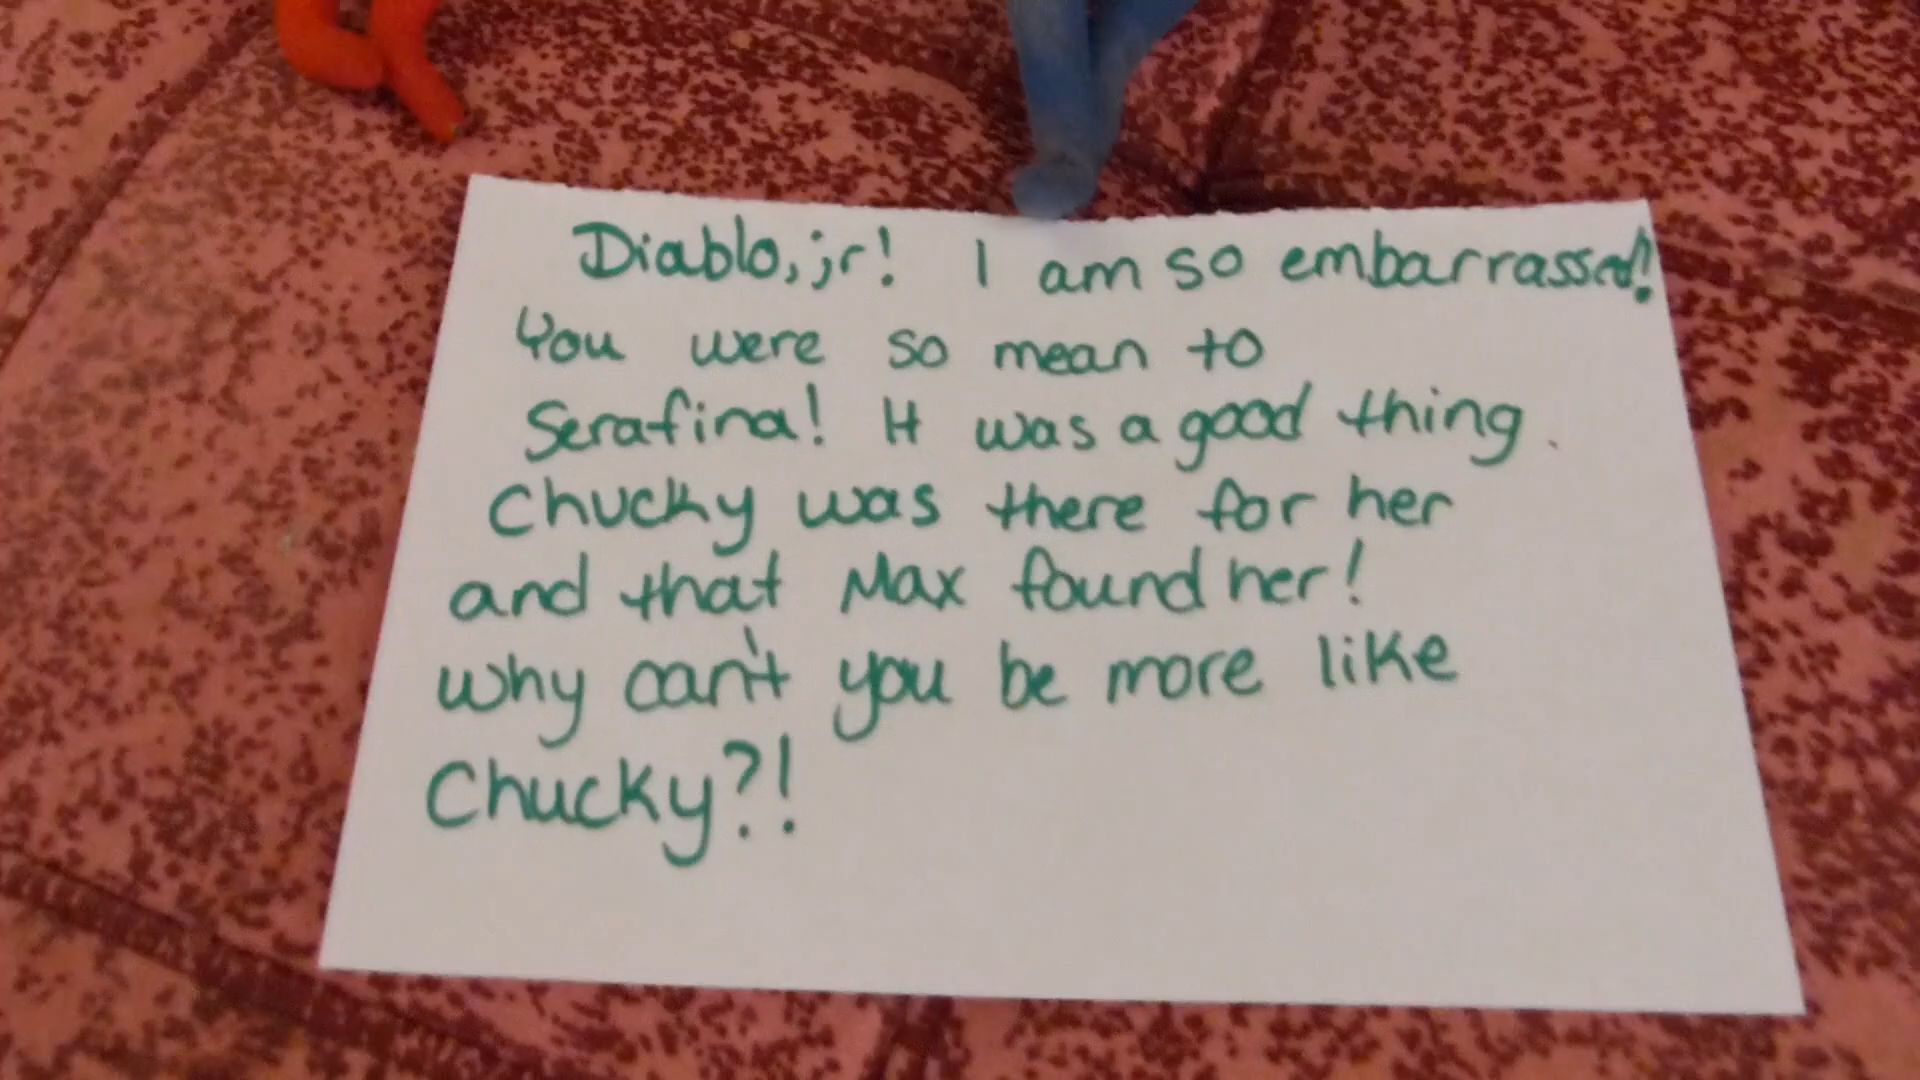 Diablo, jr! I am so embarrassed!
You were so mean to
Serafina! It was a good thing.
Chucky was there for her
and that Max found her!
why can't you be more like
Chucky?!